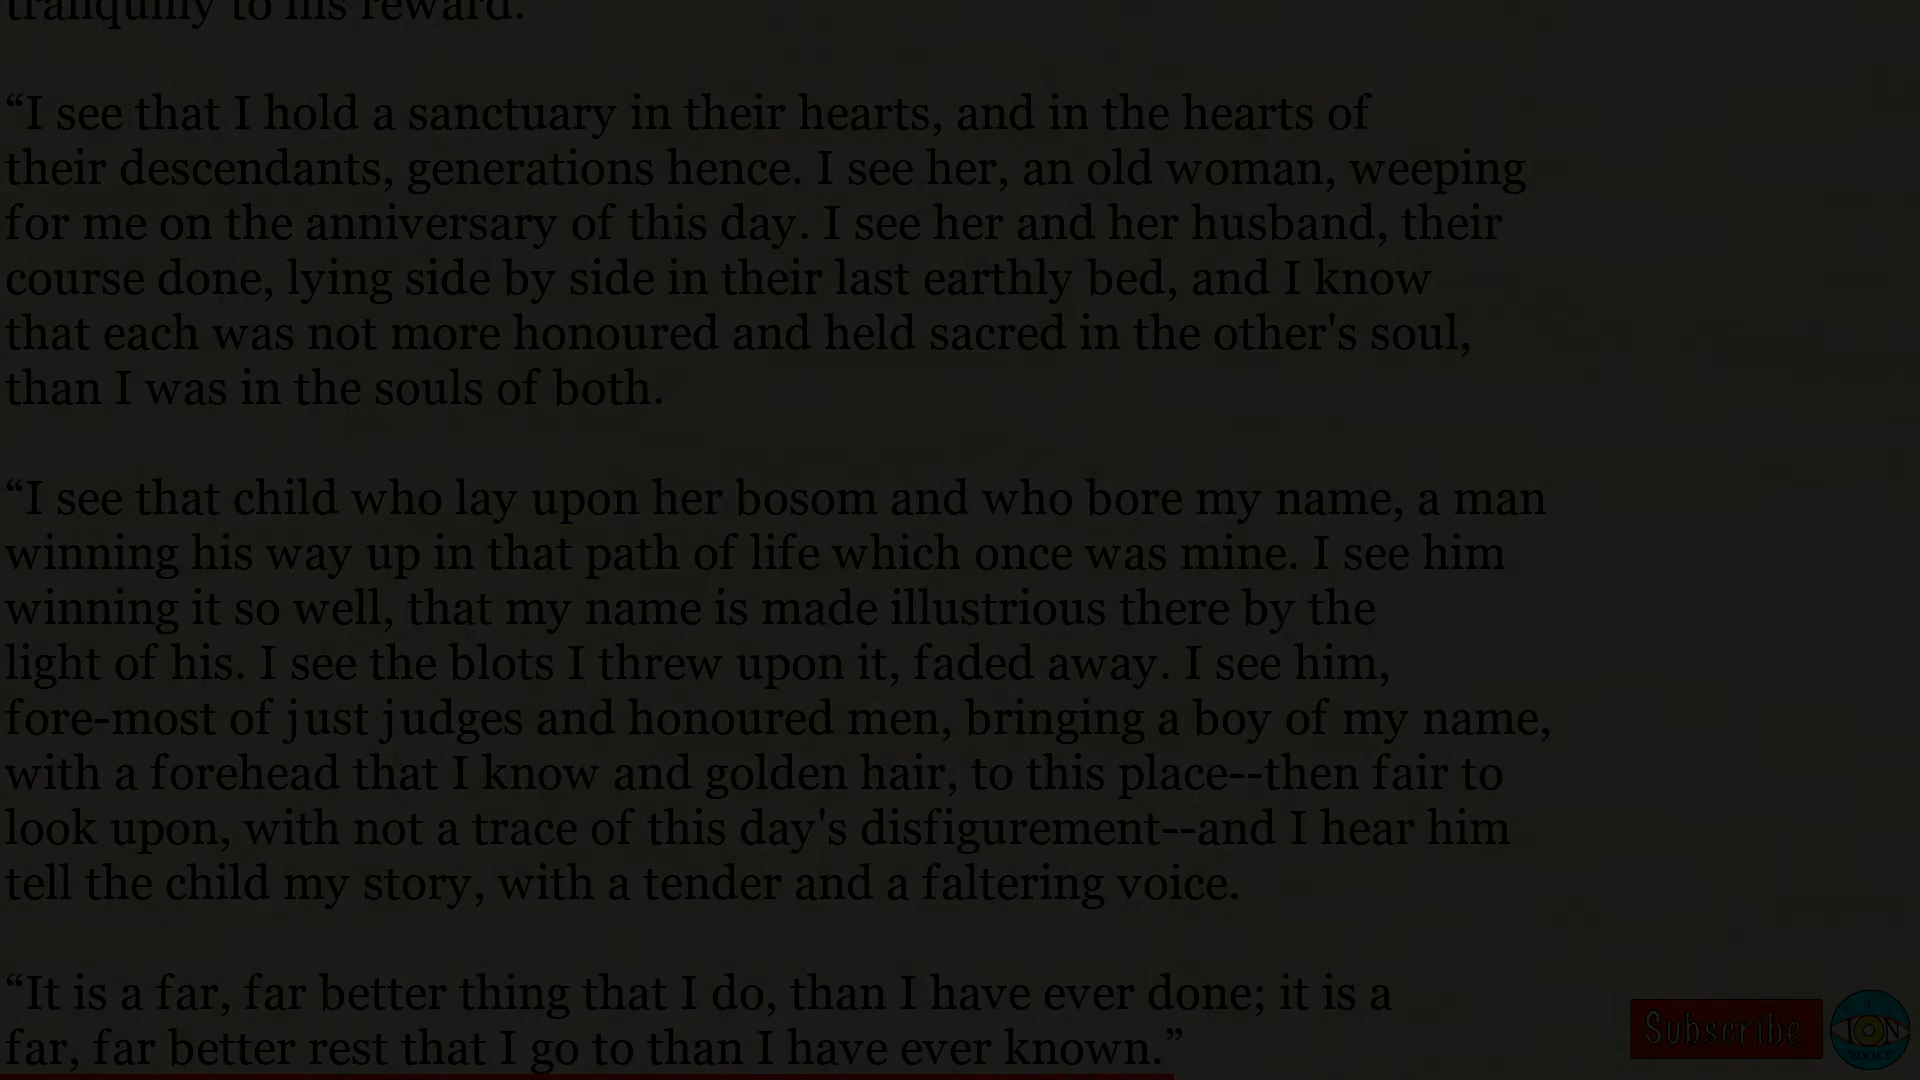 tranquilly to his reward.
“I see that I hold a sanctuary in their hearts, and in the hearts of
their descendants, generations hence. I see her, an old woman, weeping
for me on the anniversary of this day. I see her and her husband, their
course done, lying side by side in their last earthly bed, and I know
that each was not more honoured and held sacred in the other's soul,
than I was in the souls of both.
“I see that child who lay upon her bosom and who bore my name, a man
winning his way up in that path of life which once was mine. I see him
winning it so well, that my name is made illustrious there by the
light of his. I see the blots I threw upon it, faded away. I see him,
fore-most of just judges and honoured men, bringing a boy of my name,
with a forehead that I know and golden hair, to this place--then fair to
look upon, with not a trace of this day's disfigurement--and I hear him
tell the child my story, with a tender and a faltering voice.
“It is a far, far better thing that I do, than I have ever done; it is a
far, far better rest that I go to than I have ever known.”
Subscribe